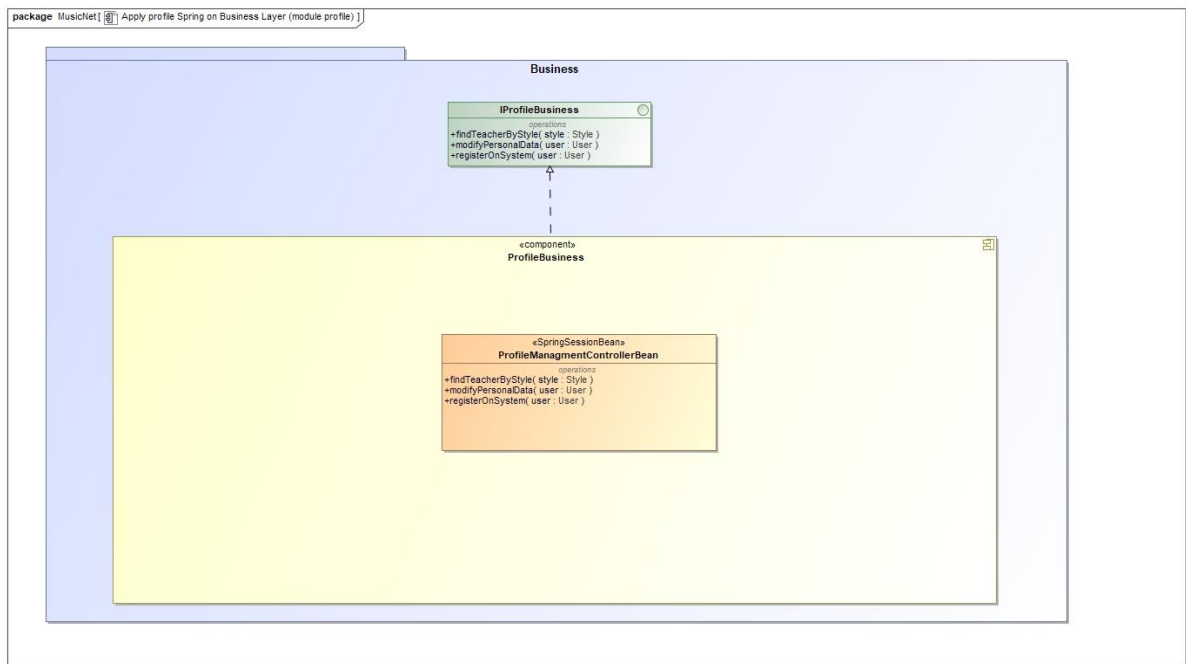 package MusicNet [ Apply profile Spring on Business Layer (module profile) ]
Business
IProfileBusiness
operations
+findTeacherByStyle( style : Style )
+modifyPersonalData( user : User )
+registerOnSystem( user : User )
«component»
ProfileBusiness
«SpringSessionBean»
ProfileManagmentControllerBean
operations
+findTeacherByStyle( style : Style )
+modifyPersonalData( user : User )
+registerOnSystem( user : User )